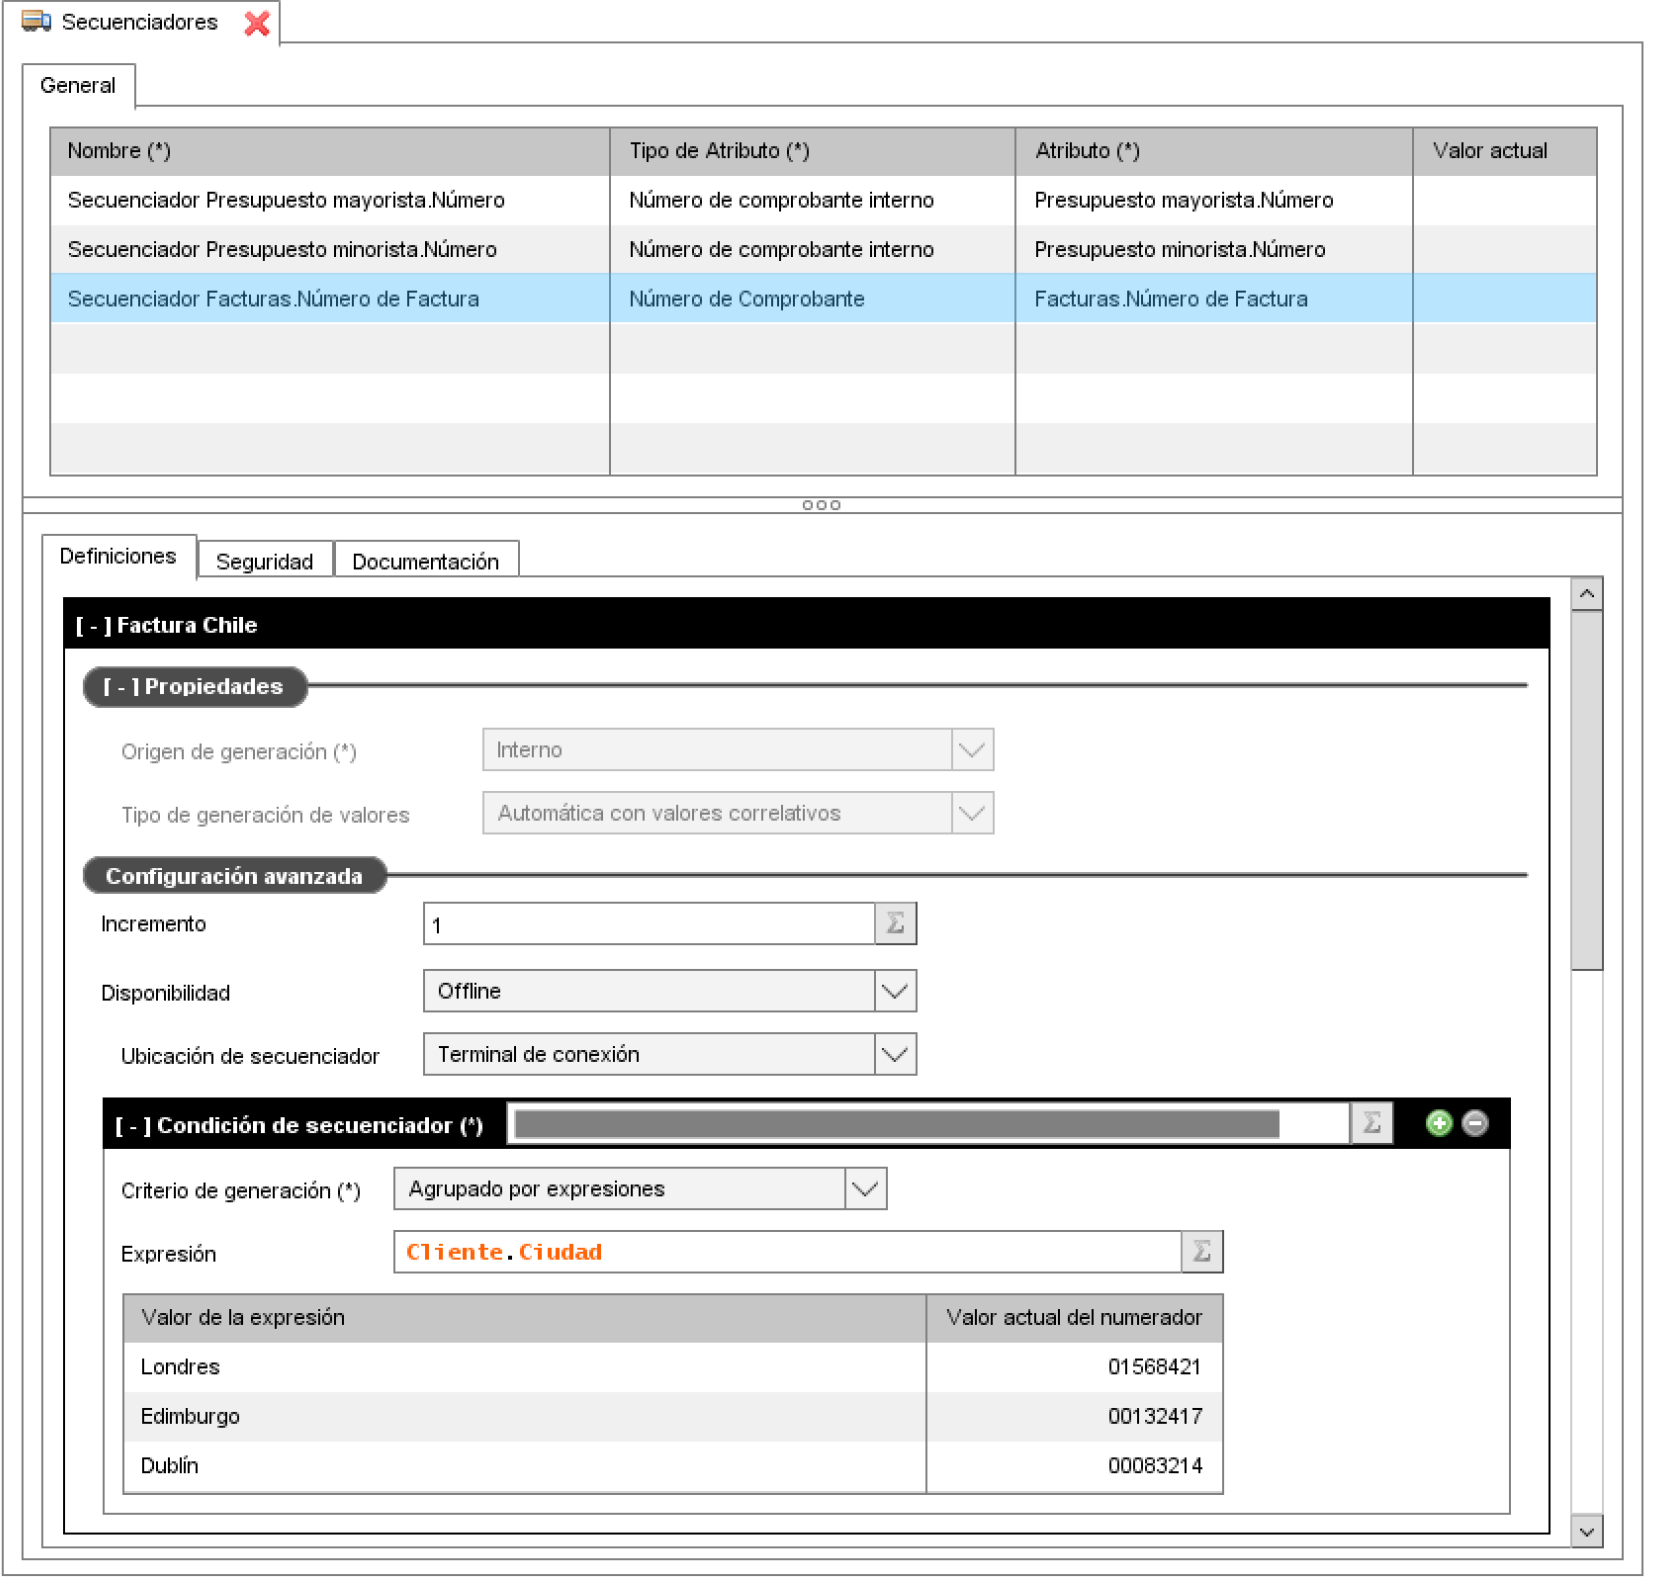 Secuenciadores
General
Nombre (*) Tipo de Atributo (*) Atributo (*) Valor actual
Secuenciador Presupuesto mayorista.Número Número de comprobante interno Presupuesto mayorista.Número
Secuenciador Presupuesto minorista.Número Número de comprobante interno Presupuesto minorista.Número
Secuenciador Facturas.Número de Factura Número de Comprobante Facturas.Número de Factura
Definiciones Seguridad Documentación
[ - ] Factura Chile
[ - ] Propiedades
Origen de generación (*) Interno
Tipo de generación de valores Automática con valores correlativos
Configuración avanzada
Incremento 1 Σ
Disponibilidad Offline
Ubicación de secuenciador Terminal de conexión
[ - ] Condición de secuenciador (*) Σ
Criterio de generación (*) Agrupado por expresiones
Expresión Cliente.Ciudad Σ
Valor de la expresión Valor actual del numerador
Londres 01568421
Edimburgo 00132417
Dublín 00083214